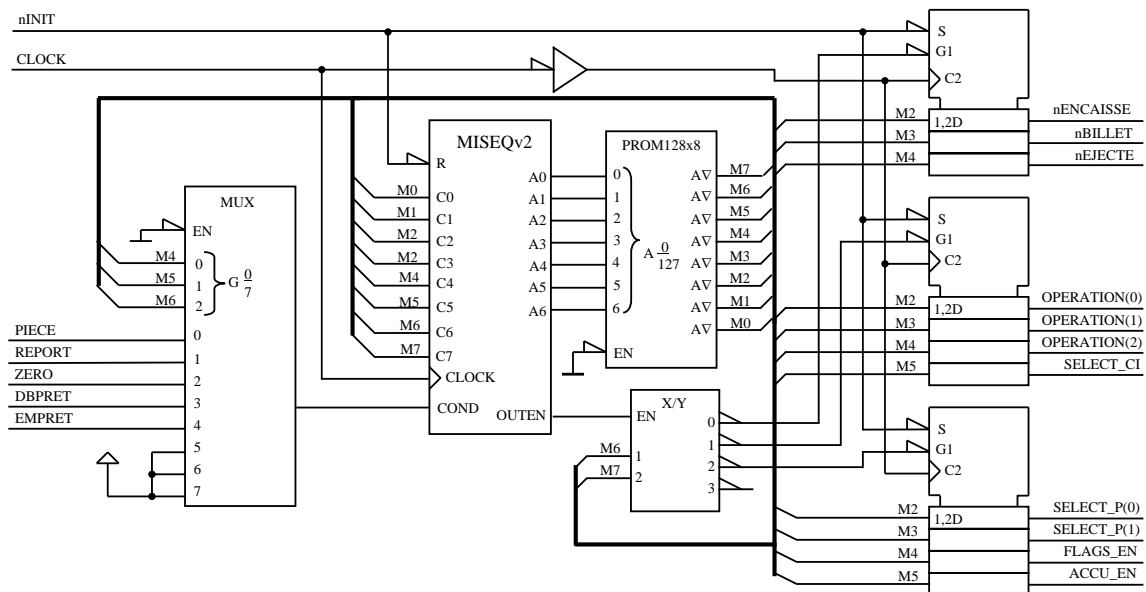 nINIT
CLOCK
S
G1
C2
M2 1,2D nENCAISSE
M3 nBILLET
M4 nEJECTE
MISEQv2
R
M0 C0 A0
M1 C1 A1
M2 C2 A2
M2 C3 A3
M4 C4 A4
M5 C5 A5
M6 C6 A6
M7 C7
CLOCK
COND
OUTEN
PROM128x8
0 A∇ M7
1 A∇ M6
2 A∇ M5
3 A∇ M4
4 A∇ M3
5 A∇ M2
6 A∇ M1
A∇ M0
A 0
127
EN
MUX
EN
M4 0
M5 1
M6 2
G 0
7
PIECE 0
REPORT 1
ZERO 2
DBPRET 3
EMPRET 4
5
6
7
X/Y
EN
M6 1
M7 2
0
1
2
3
S
G1
C2
M2 1,2D OPERATION(0)
M3 OPERATION(1)
M4 OPERATION(2)
M5 SELECT_CI
S
G1
C2
M2 1,2D SELECT_P(0)
M3 SELECT_P(1)
M4 FLAGS_EN
M5 ACCU_EN